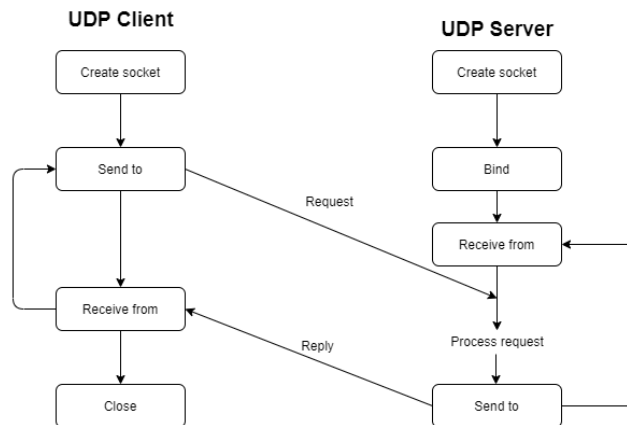 UDP Client
UDP Server
Create socket
Create socket
Send to
Bind
Request
Receive from
Receive from
Reply
Process request
Close
Send to